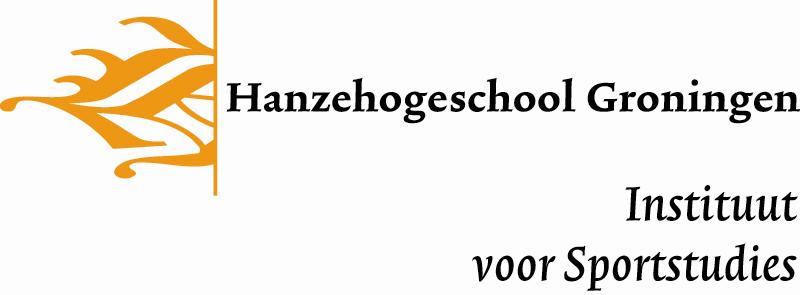 Hanzehogeschool Groningen
Instituut
voor Sportstudies